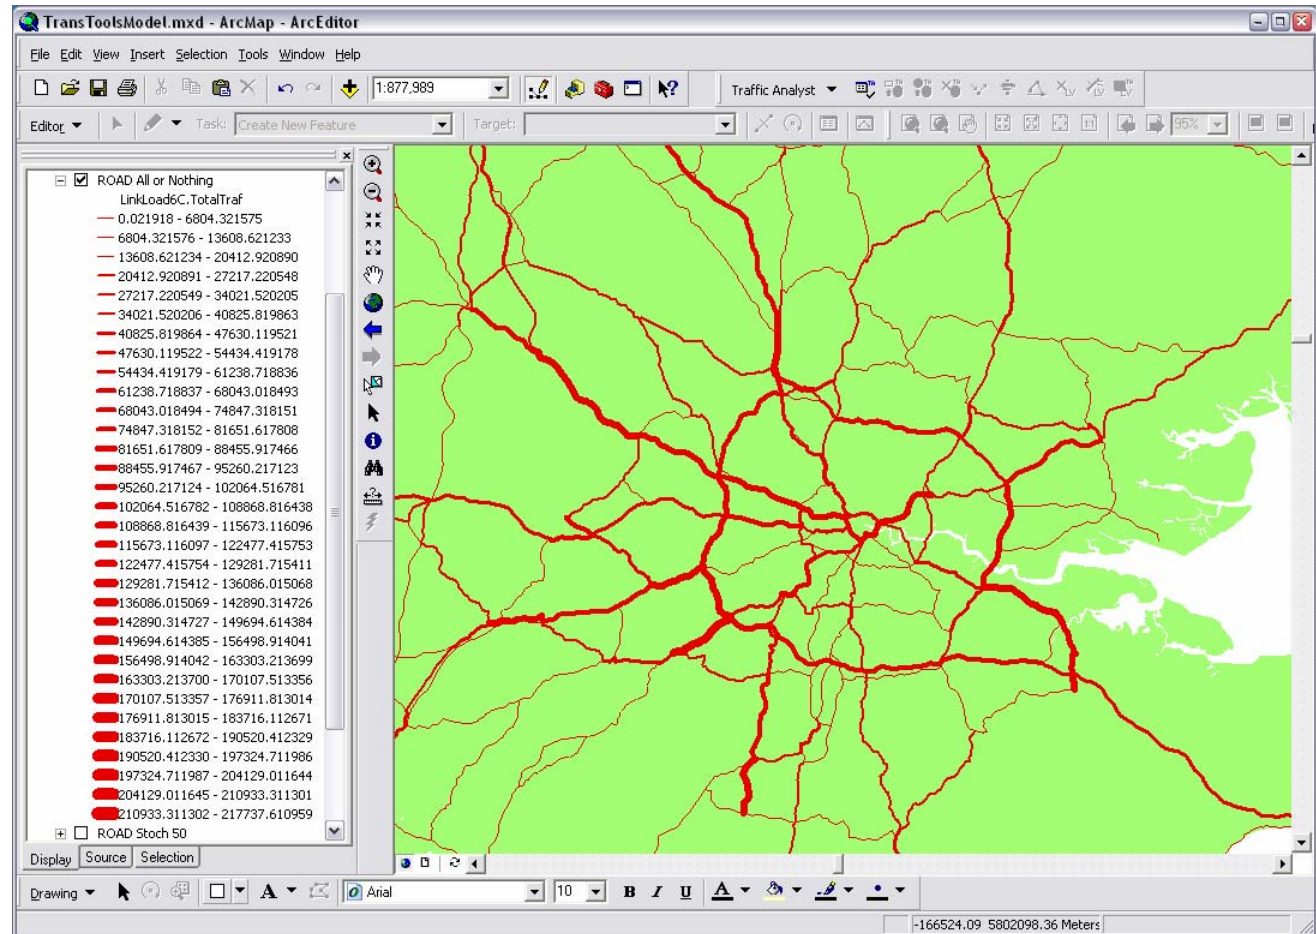 TransToolsModel.mxd - ArcMap - ArcEditor
File Edit View Insert Selection Tools Window Help
1:877,989
Traffic Analyst
Editor Task: Create New Feature Target: 95%
ROAD All or Nothing
LinkLoad6C.TotalTraf
0.021918 - 6804.321575
6804.321576 - 13608.621233
13608.621234 - 20412.920890
20412.920891 - 27217.220548
27217.220549 - 34021.520205
34021.520206 - 40825.819863
40825.819864 - 47630.119521
47630.119522 - 54434.419178
54434.419179 - 61238.718836
61238.718837 - 68043.018493
68043.018494 - 74847.318151
74847.318152 - 81651.617808
81651.617809 - 88455.917466
88455.917467 - 95260.217123
95260.217124 - 102064.516781
102064.516782 - 108868.816438
108868.816439 - 115673.116096
115673.116097 - 122477.415753
122477.415754 - 129281.715411
129281.715412 - 136086.015068
136086.015069 - 142890.314726
142890.314727 - 149694.614384
149694.614385 - 156498.914041
156498.914042 - 163303.213699
163303.213700 - 170107.513356
170107.513357 - 176911.813014
176911.813015 - 183716.112671
183716.112672 - 190520.412329
190520.412330 - 197324.711986
197324.711987 - 204129.011644
204129.011645 - 210933.311301
210933.311302 - 217737.610959
ROAD Stoch 50
Display Source Selection
Drawing A Arial 10 B I U A
-166524.09 5802098.36 Meters